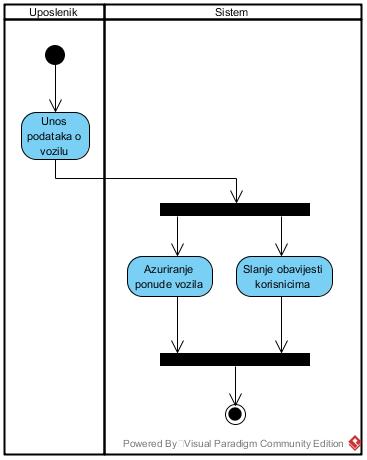 Uposlenik
Sistem
Unos
podataka o
vozilu
Azuriranje
ponude vozila
Slanje obavijesti
korisnicima
Powered By Visual Paradigm Community Edition